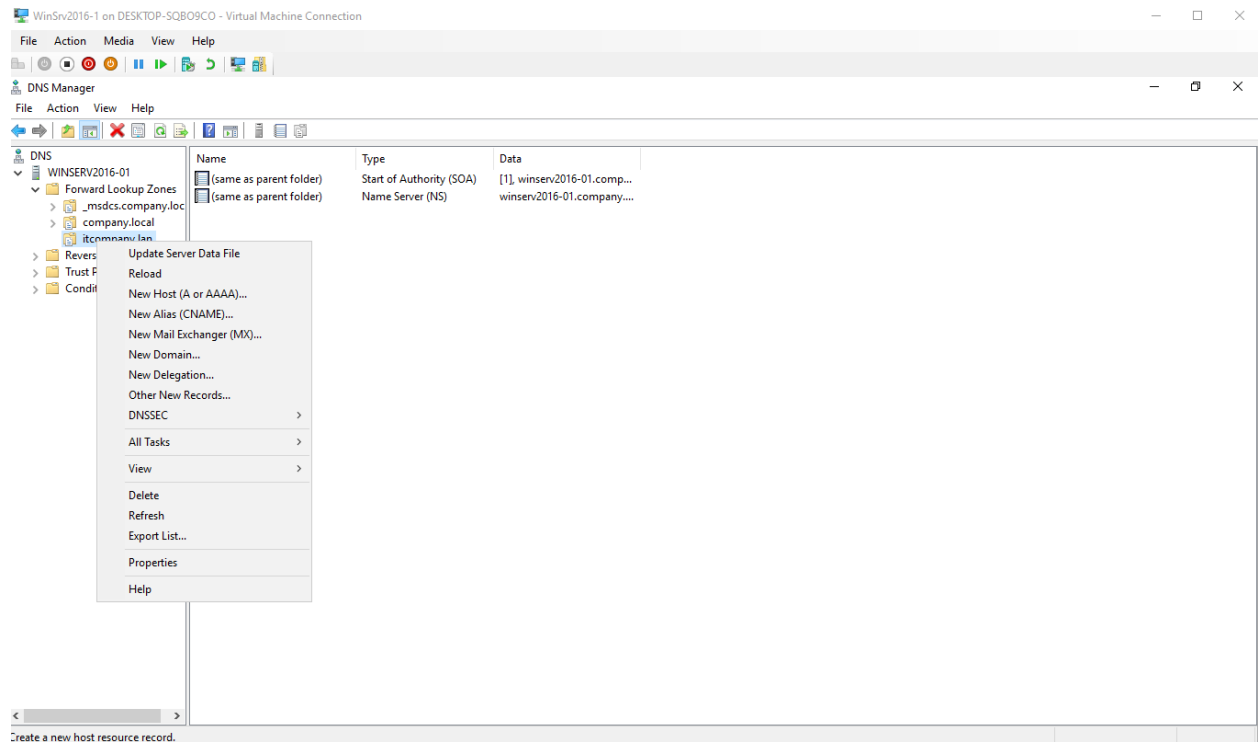 WinSrv2016-1 on DESKTOP-SQBO9CO - Virtual Machine Connection
File Action Media View Help
DNS Manager
File Action View Help
DNS
WINSERV2016-01
Forward Lookup Zones
_msdcs.company.loc
company.local
itcompany.lan
Revers
Trust P
Condit
Name Type Data
(same as parent folder) Start of Authority (SOA) [1], winserv2016-01.comp...
(same as parent folder) Name Server (NS) winserv2016-01.company....
Update Server Data File
Reload
New Host (A or AAAA)...
New Alias (CNAME)...
New Mail Exchanger (MX)...
New Domain...
New Delegation...
Other New Records...
DNSSEC
All Tasks
View
Delete
Refresh
Export List...
Properties
Help
Create a new host resource record.